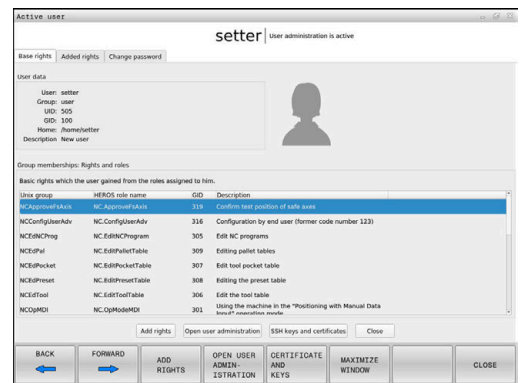 Active user
setter User administration is active
Base rights Added rights Change password
User data
User: setter
Group: user
UID: 505
GID: 100
Home: /home/setter
Description New user
Group memberships: Rights and roles
Basic rights which the user gained from the roles assigned to him.
Unix group HEROS role name GID Description
NCApproveFsAxis NC.ApproveFsAxis 319 Confirm test position of safe axes
NCConfigUserAdv NC.ConfigUserAdv 316 Configuration by end user (former code number 123)
NCEdNCProg NC.EditNCProgram 305 Edit NC programs
NCEdPal NC.EditPalletTable 309 Editing pallet tables
NCEdPocket NC.EditPocketTable 307 Edit tool pocket table
NCEdPreset NC.EditPresetTable 308 Editing the preset table
NCEdTool NC.EditToolTable 306 Edit the tool table
NCOpMDI NC.OpModeMDI 301 Using the machine in the "Positioning with Manual Data
Input" operating mode
Add rights Open user administration SSH keys and certificates Close
BACK FORWARD ADD RIGHTS OPEN USER ADMIN- ISTRATION CERTIFICATE AND KEYS MAXIMIZE WINDOW CLOSE